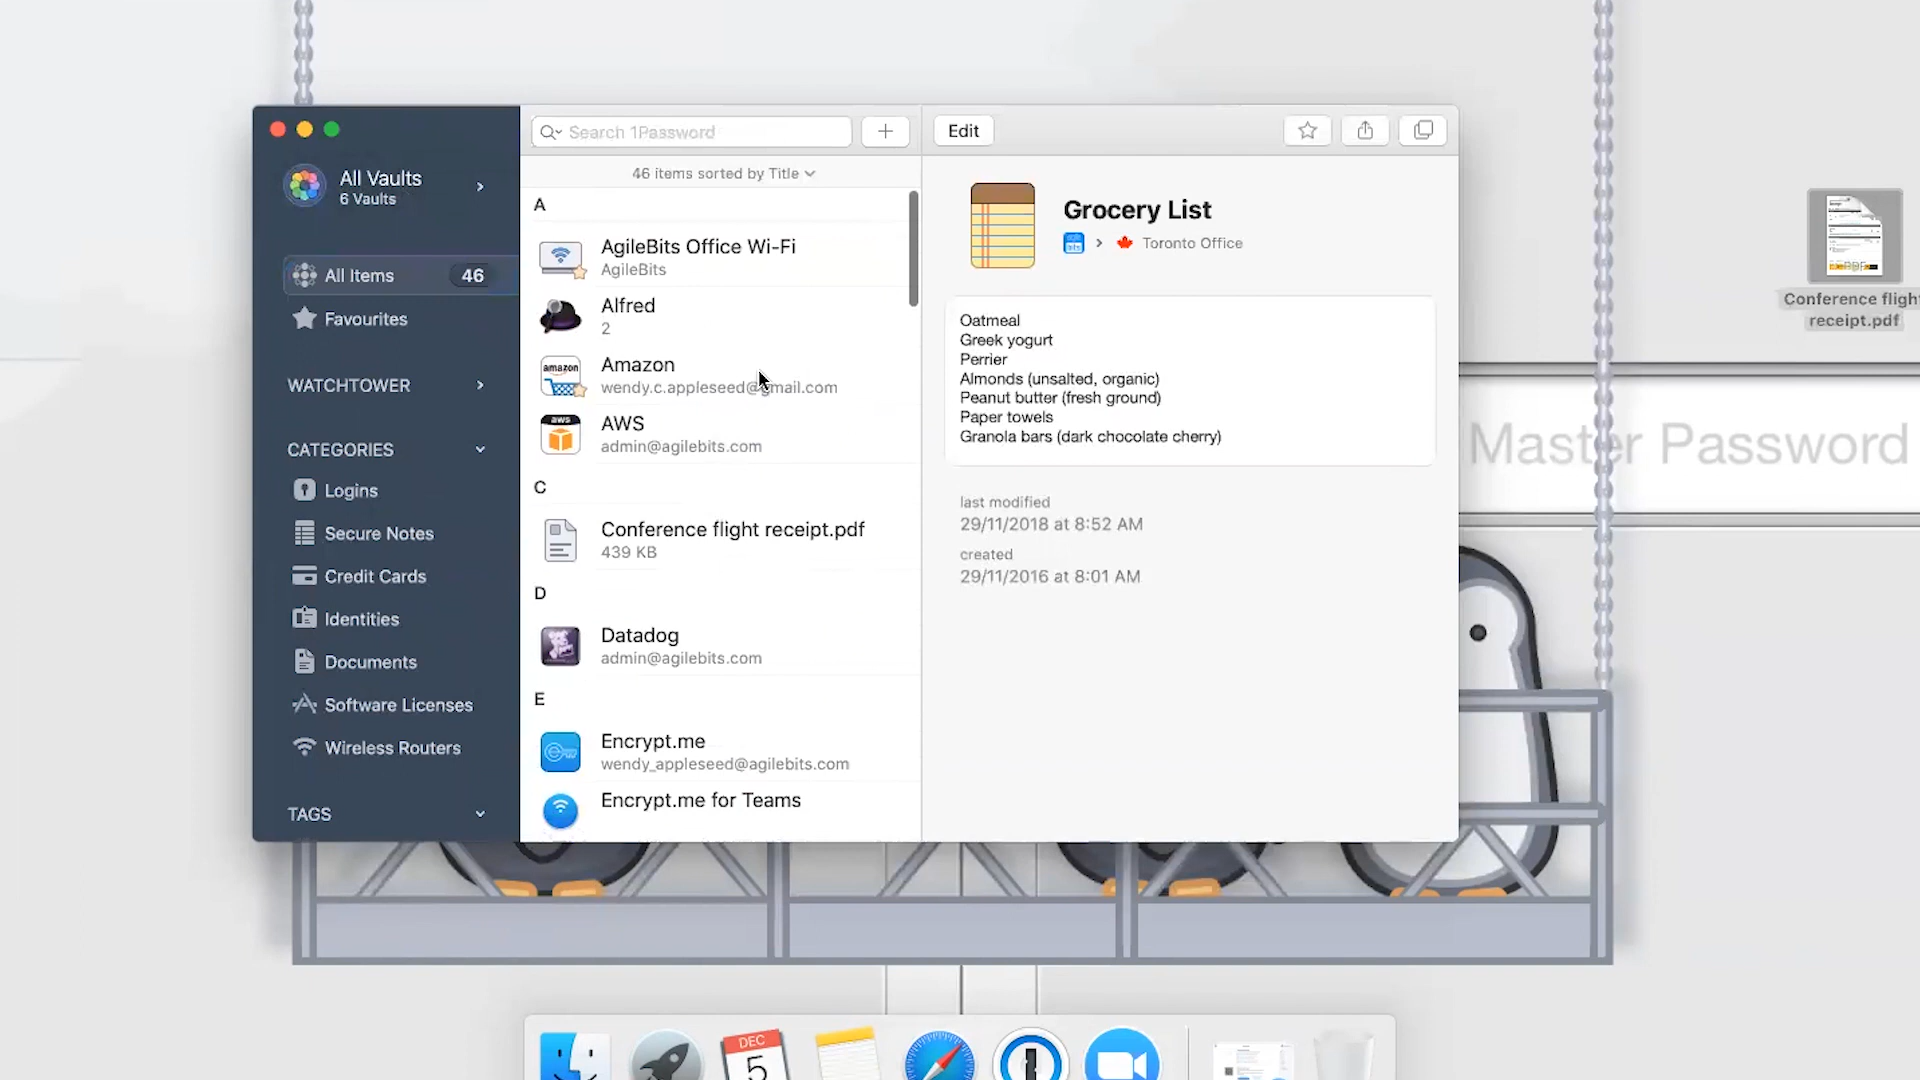 All Vaults
6 Vaults
All Items 46
Favourites
WATCHTOWER
CATEGORIES
Logins
Secure Notes
Credit Cards
Identities
Documents
Software Licenses
Wireless Routers
TAGS
Search 1Password
46 items sorted by Title
A
AgileBits Office Wi-Fi
AgileBits
Alfred
2
amazon
Amazon
wendy.c.appleseed@gmail.com
aws
AWS
admin@agilebits.com
C
Conference flight receipt.pdf
439 KB
D
Datadog
admin@agilebits.com
E
Encrypt.me
wendy_appleseed@agilebits.com
Encrypt.me for Teams
Edit
Grocery List
Toronto Office
Oatmeal
Greek yogurt
Perrier
Almonds (unsalted, organic)
Peanut butter (fresh ground)
Paper towels
Granola bars (dark chocolate cherry)
last modified
29/11/2018 at 8:52 AM
created
29/11/2016 at 8:01 AM
PDF
Conference flight
receipt.pdf
Master Password
DEC
5